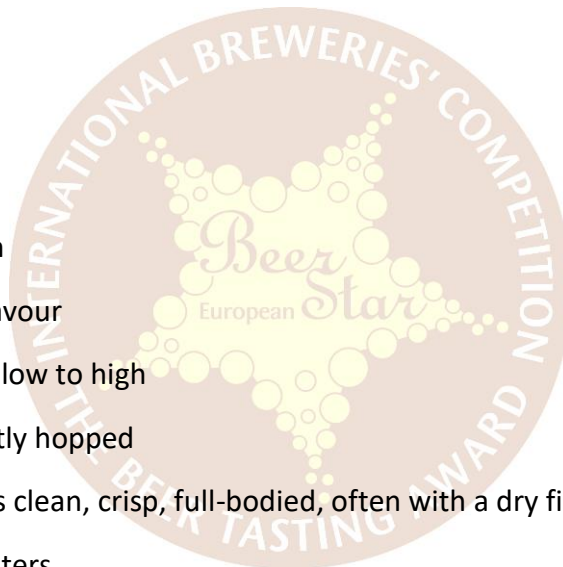 INTERNATIONAL BREWERIES' COMPETITION
Beer
European Star
THE BEER TASTING AWARD
n
avour
low to high
tly hopped
s clean, crisp, full-bodied, often with a dry fi
ters